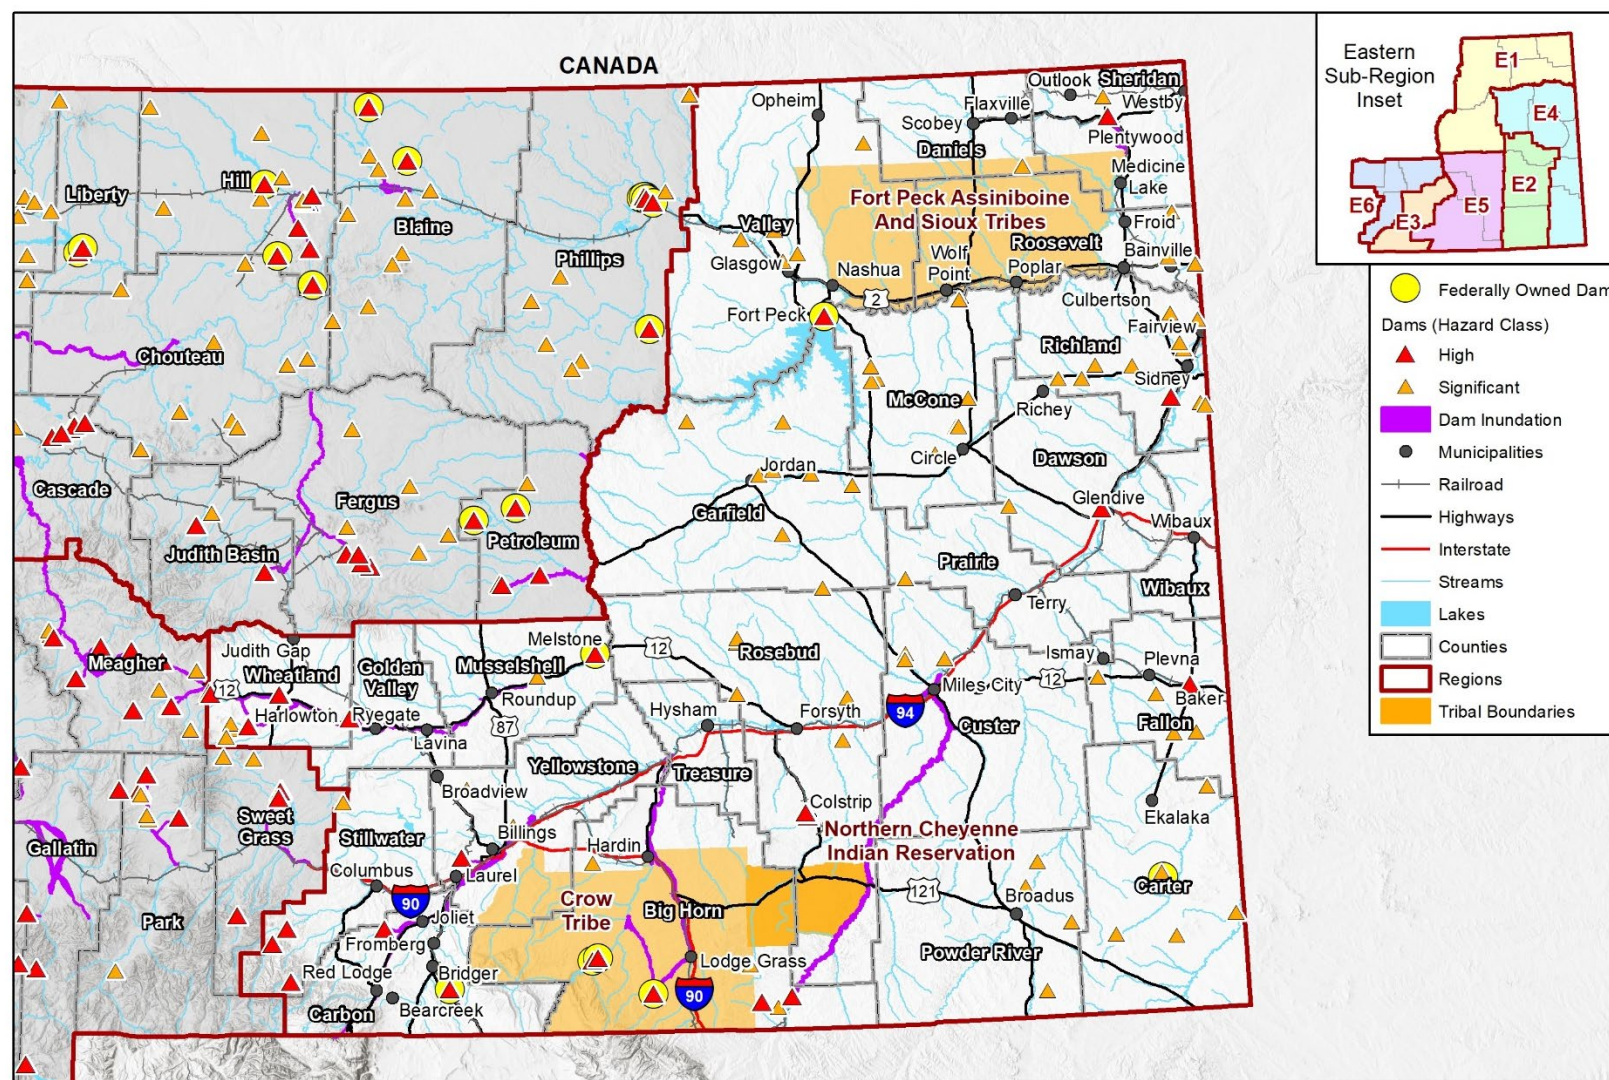 CANADA
Eastern
Sub-Region
Inset
E1
E4
E2
E5
E3
E6
Federally Owned Dam
Dams (Hazard Class)
High
Significant
Dam Inundation
Municipalities
Railroad
Highways
Interstate
Streams
Lakes
Counties
Regions
Tribal Boundaries
Outlook
Sheridan
Westby
Opheim
Flaxville
Scobey
Daniels
Plentywood
Medicine
Lake
Liberty
Hill
Blaine
Phillips
Valley
Glasgow
Fort Peck Assiniboine
And Sioux Tribes
Roosevelt
Froid
Bainville
Wolf
Point
Poplar
Nashua
2
Culbertson
Fort Peck
Fairview
Richland
Sidney
Chouteau
McCone
Richey
Circle
Dawson
Jordan
Cascade
Fergus
Garfield
Glendive
Wibaux
Judith Basin
Petroleum
Prairie
Wibaux
Terry
Judith Gap
Melstone
12
Rosebud
Ismay
Plevna
Meagher
12
Wheatland
Golden
Valley
Musselshell
Roundup
Miles City
12
Baker
Harlowton
Ryegate
Lavina
87
Hysham
Forsyth
94
Custer
Fallon
Yellowstone
Treasure
Broadview
Colstrip
Ekalaka
Sweet
Grass
Stillwater
Billings
Hardin
Northern Cheyenne
Indian Reservation
Gallatin
Columbus
Laurel
90
Crow
Tribe
Big Horn
121
Broadus
Carter
Park
Joliet
Fromberg
Lodge Grass
Powder River
Red Lodge
Bridger
90
Carbon
Bearcreek